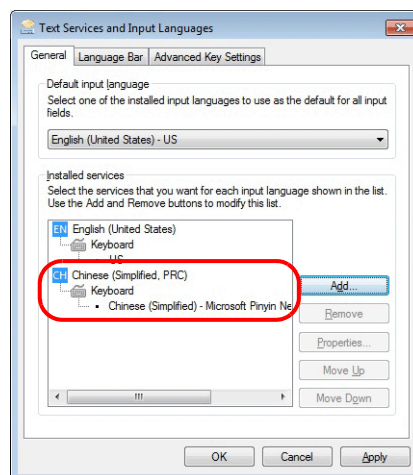 Text Services and Input Languages
General
Language Bar
Advanced Key Settings
Default input language
Select one of the installed input languages to use as the default for all input
fields.
English (United States) - US
Installed services
Select the services that you want for each input language shown in the list.
Use the Add and Remove buttons to modify this list.
EN English (United States)
Keyboard
US
CH Chinese (Simplified, PRC)
Keyboard
Chinese (Simplified) - Microsoft Pinyin Ne
Add...
Remove
Properties...
Move Up
Move Down
OK
Cancel
Apply